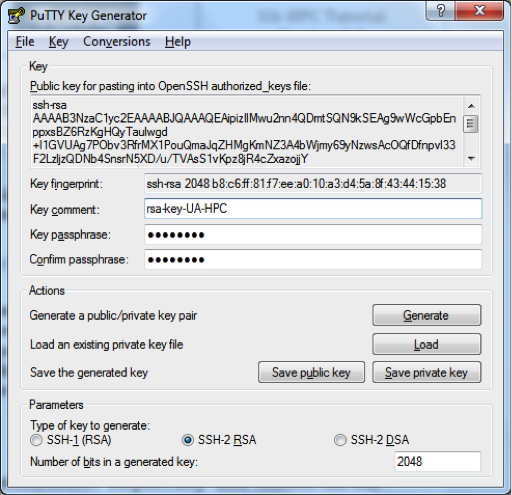 PuTTY Key Generator
File Key Conversions Help
Key
Public key for pasting into OpenSSH authorized_keys file:
ssh-rsa
Key fingerprint: ssh-rsa 2048 b8:c6:ff:81:f7:ee:a0:10:a3:d4:5a:8f:43:44:15:38
Key comment: rsa-key-UA-HPC
Key passphrase: ••••••••
Confirm passphrase: ••••••••
Actions
Generate a public/private key pair Generate
Load an existing private key file Load
Save the generated key Save public key Save private key
Parameters
Type of key to generate:
SSH-1 (RSA) SSH-2 RSA SSH-2 DSA
Number of bits in a generated key: 2048